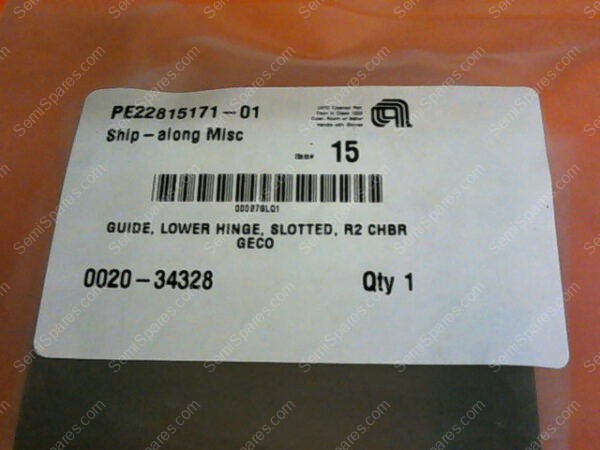 PE22815171-01
Ship-along Misc
Item# 15
GUIDE, LOWER HINGE, SLOTTED, R2 CHBR
GECO
0020-34328 Qty 1
SemiSpares.com